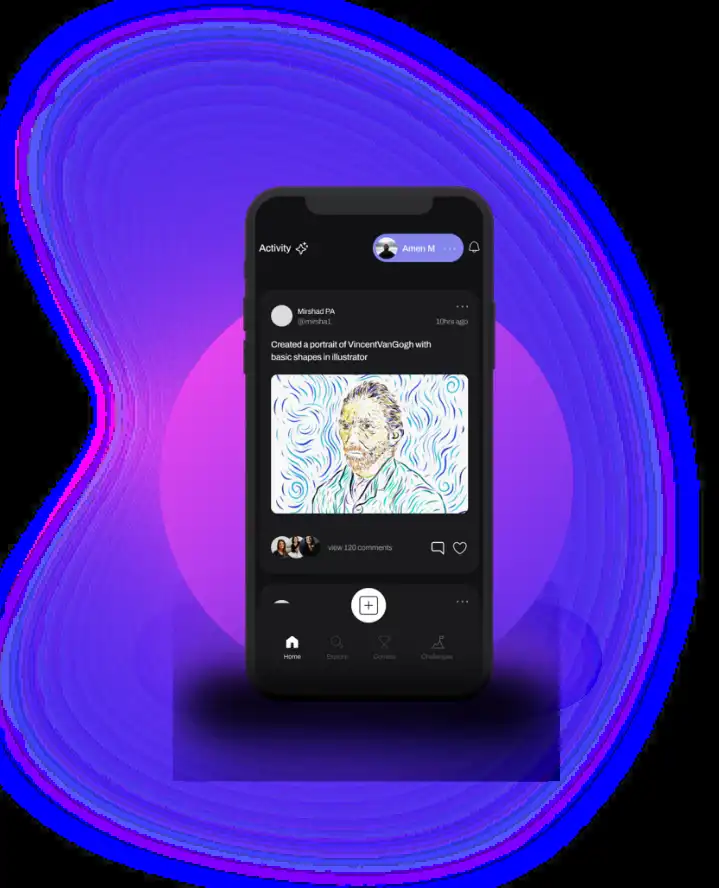 Activity
Amen M
Mirshad PA
@mirsha1
10hrs ago
Created a portrait of VincentVanGogh with
basic shapes in illustrator
view 120 comments
Home
Explore
Challenges